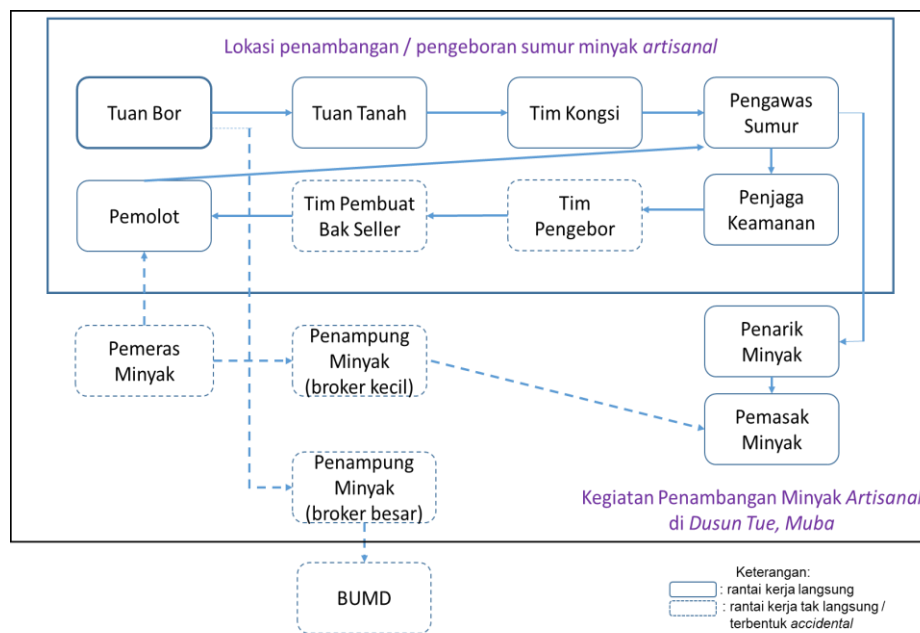 Lokasi penambangan / pengeboran sumur minyak artisanal
Tuan Bor
Tuan Tanah
Tim Kongsi
Pengawas
Sumur
Pemolot
Tim Pembuat
Bak Seller
Tim
Pengebor
Penjaga
Keamanan
Pemeras
Minyak
Penampung
Minyak
(broker kecil)
Penarik
Minyak
Pemasak
Minyak
Penampung
Minyak
(broker besar)
Kegiatan Penambangan Minyak Artisanal
di Dusun Tue, Muba
BUMD
Keterangan:
: rantai kerja langsung
: rantai kerja tak langsung /
terbentuk accidental